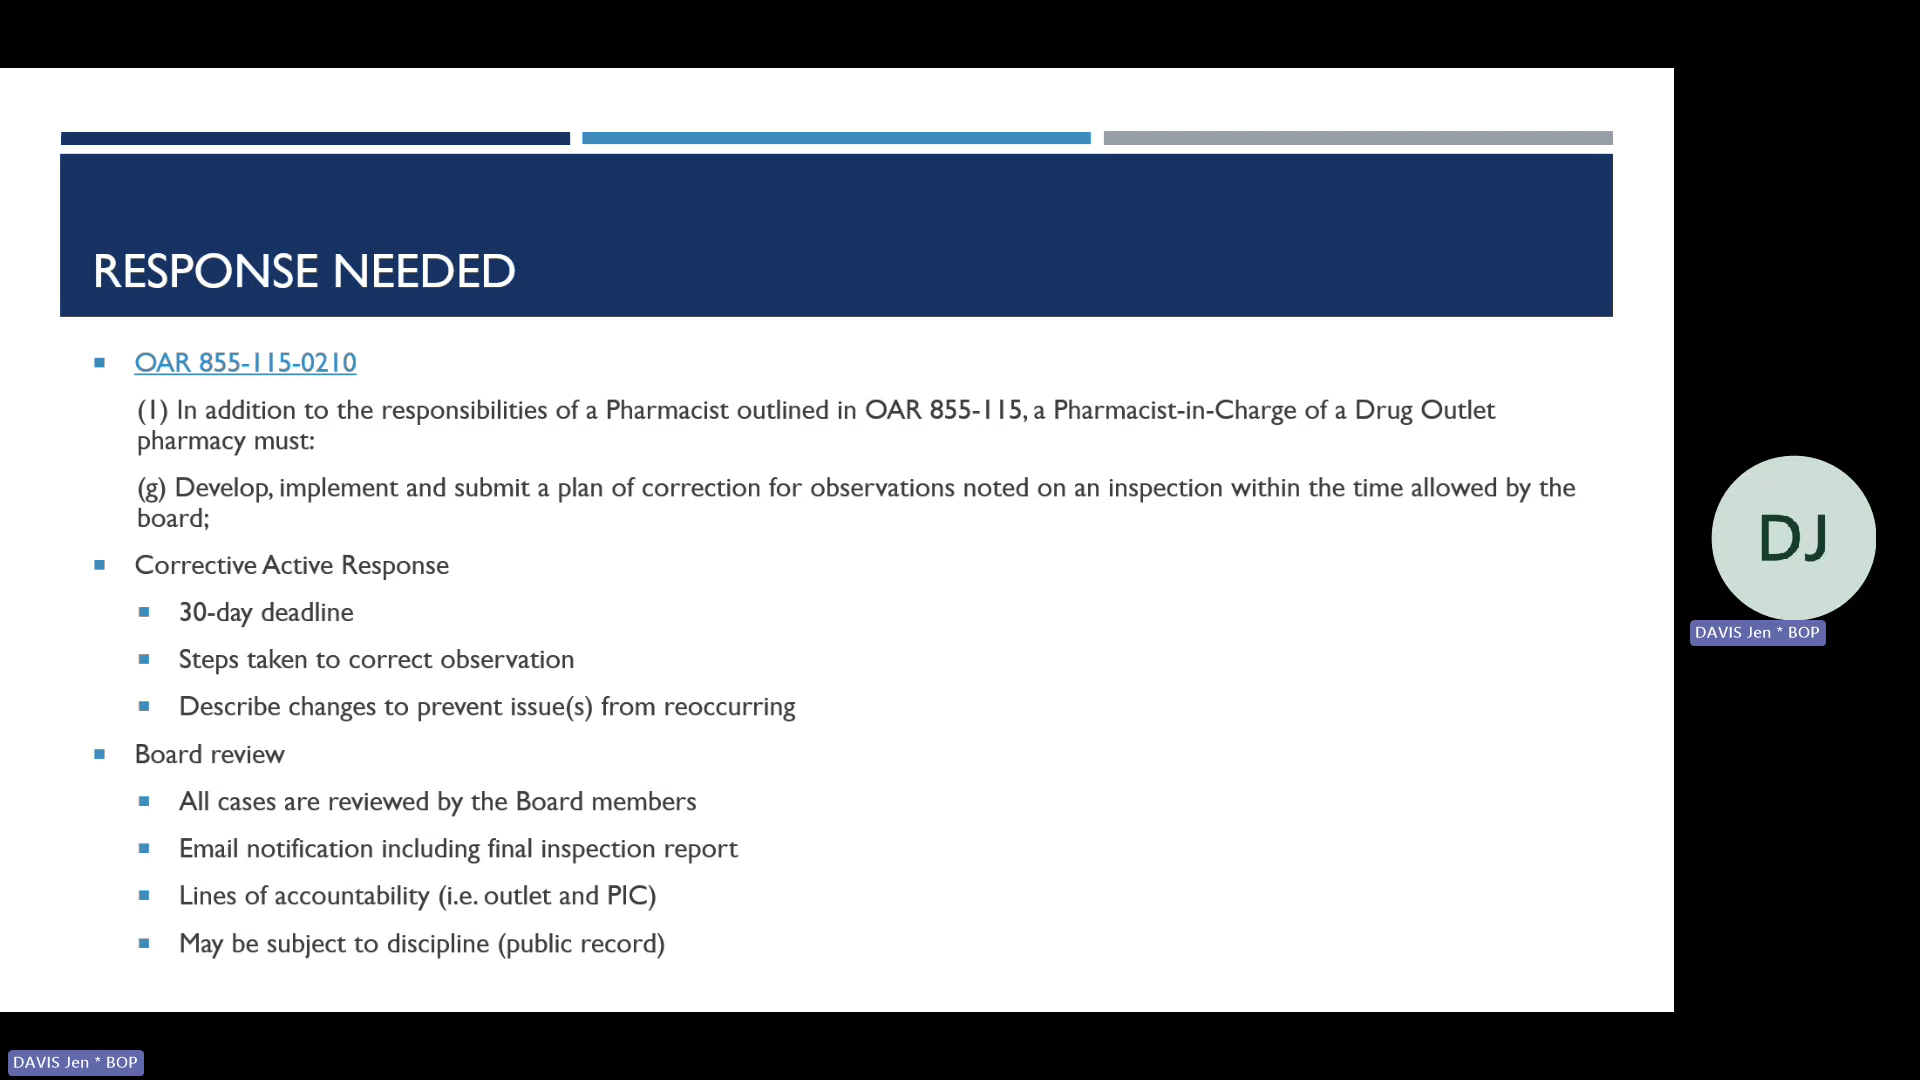 RESPONSE NEEDED
OAR 855-115-0210
(1) In addition to the responsibilities of a Pharmacist outlined in OAR 855-115, a Pharmacist-in-Charge of a Drug Outlet
pharmacy must:
(g) Develop, implement and submit a plan of correction for observations noted on an inspection within the time allowed by the
board;
Corrective Active Response
30-day deadline
Steps taken to correct observation
Describe changes to prevent issue(s) from reoccurring
Board review
All cases are reviewed by the Board members
Email notification including final inspection report
Lines of accountability (i.e. outlet and PIC)
May be subject to discipline (public record)
DJ
DAVIS Jen * BOP
DAVIS Jen * BOP